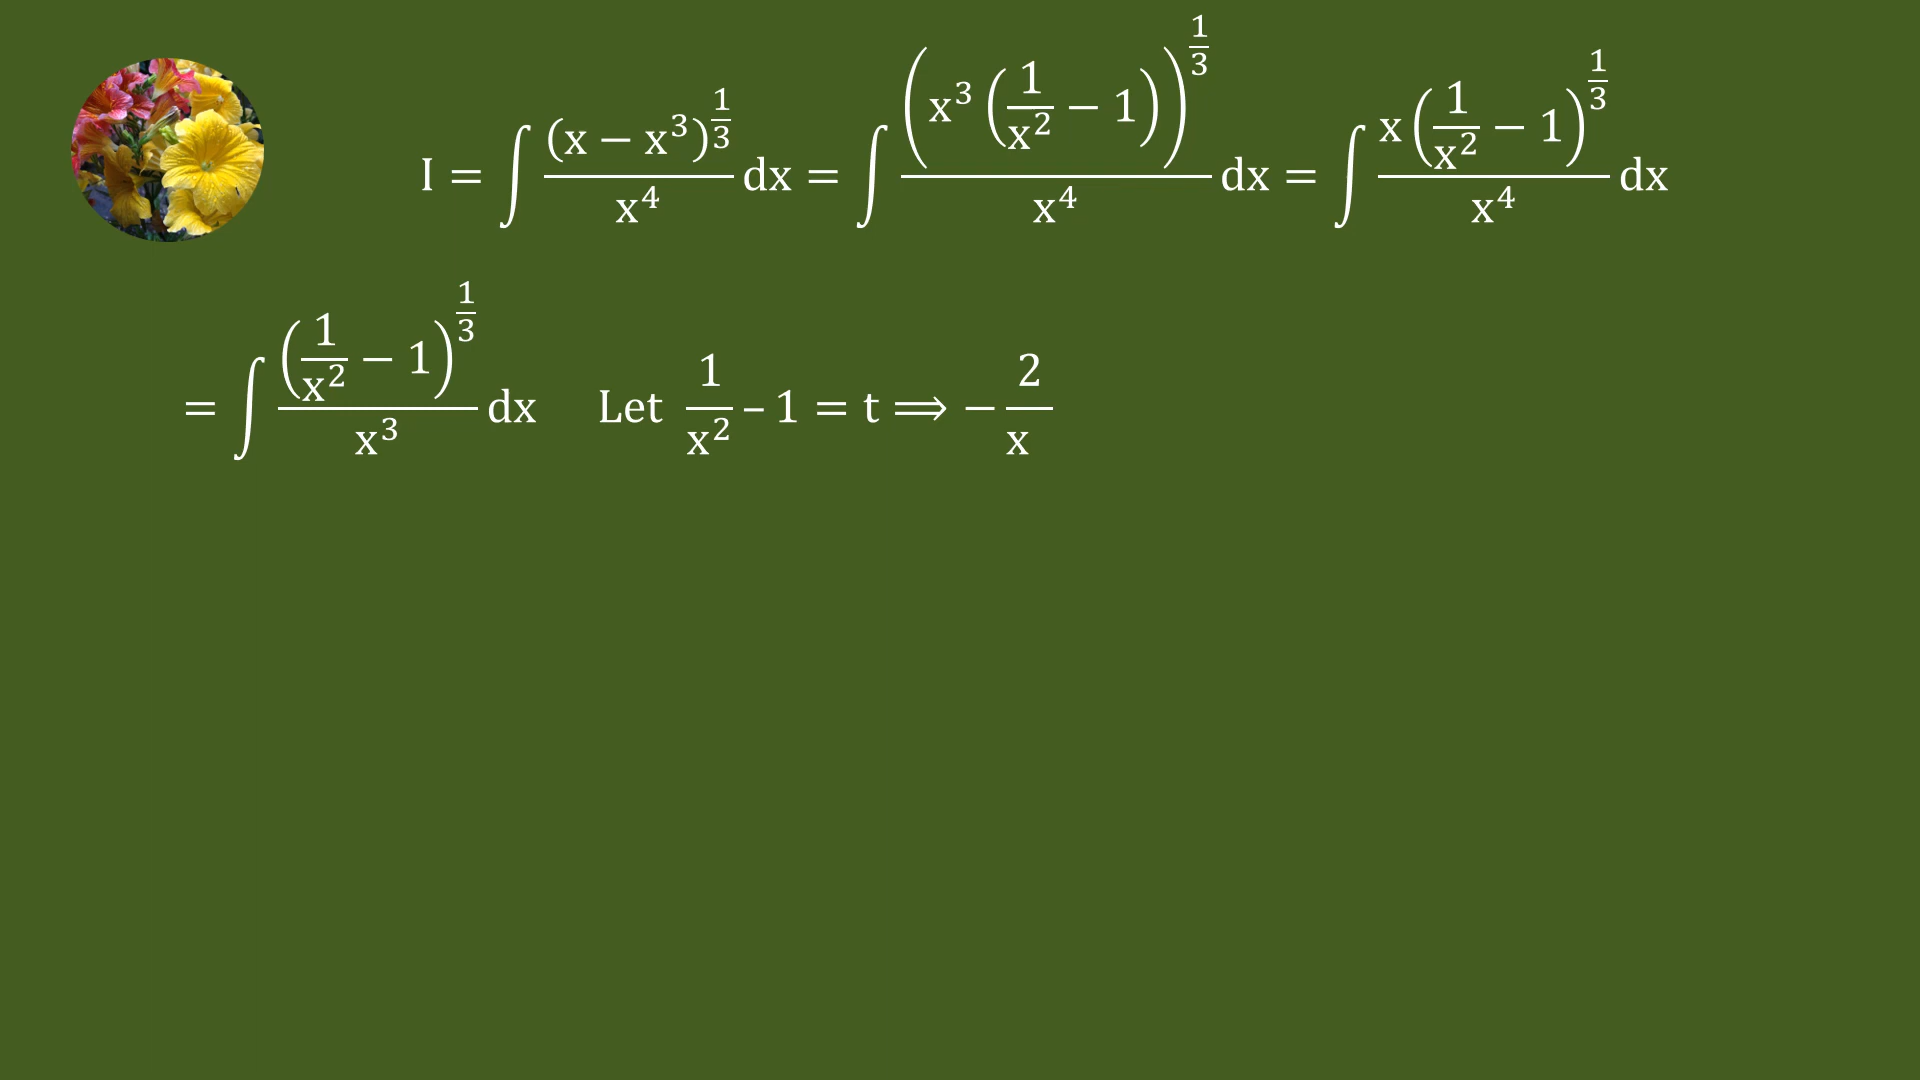 I = ∫ (x − x³)^(1/3) / x⁴ dx = ∫ (x³ (1/x² − 1))^(1/3) / x⁴ dx = ∫ x (1/x² − 1)^(1/3) / x⁴ dx
= ∫ (1/x² − 1)^(1/3) / x³ dx Let 1/x² – 1 = t ⟹ − 2/x